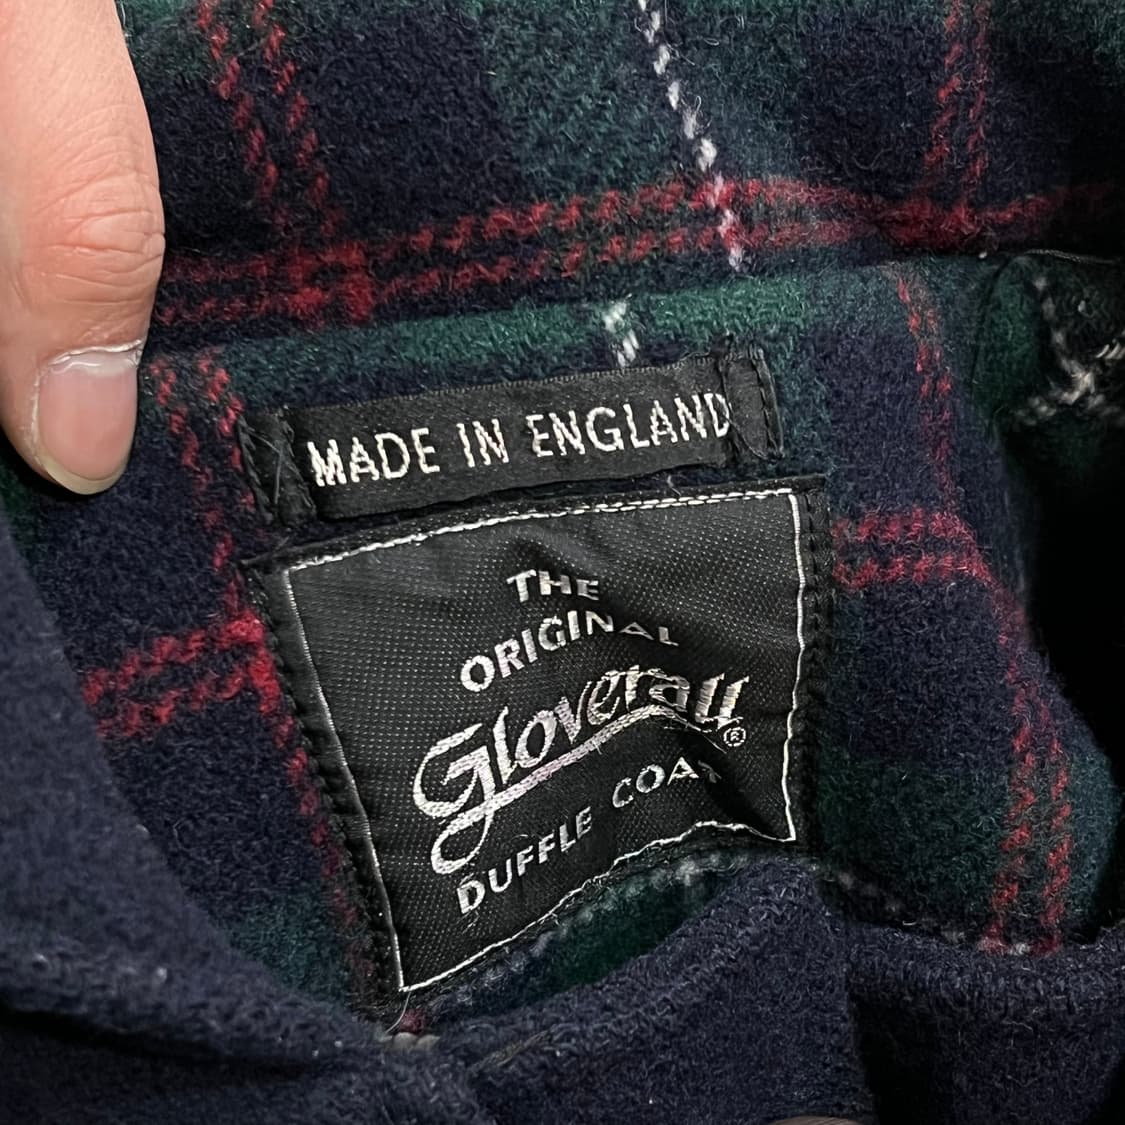 MADE IN ENGLAND
THE
ORIGINAL
Gloverall®
DUFFLE COAT